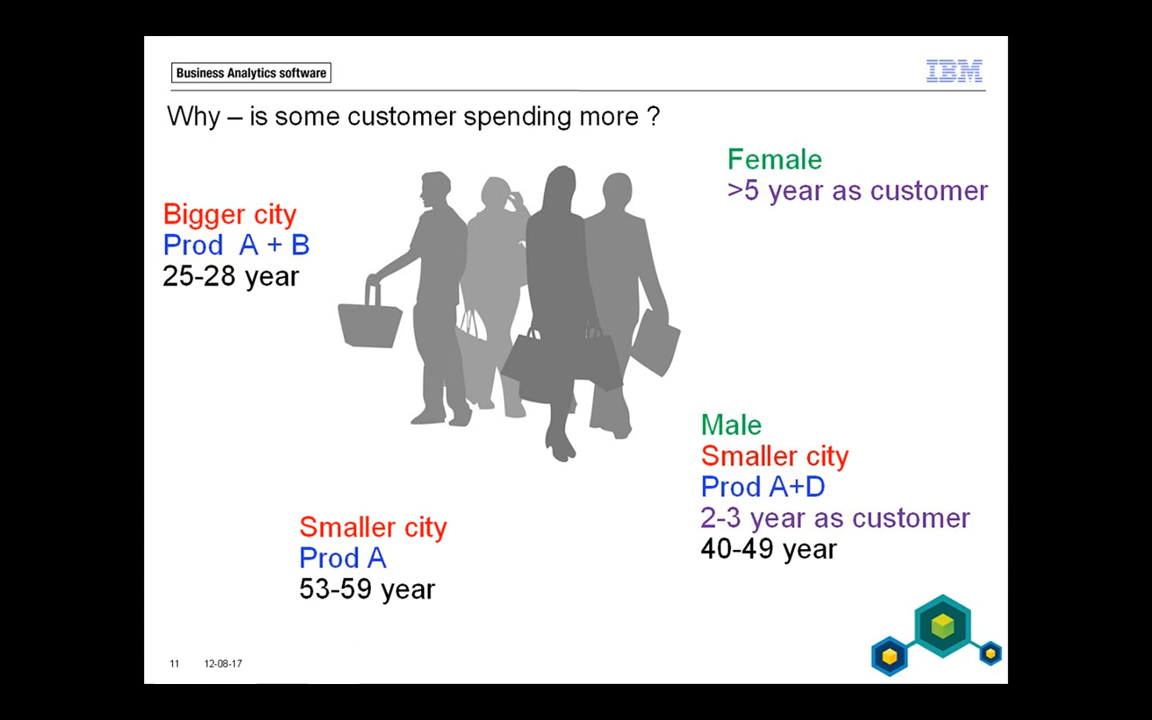 Business Analytics software
IBM
Why – is some customer spending more ?
Female
>5 year as customer
Bigger city
Prod  A + B
25-28 year
Male
Smaller city
Prod A+D
2-3 year as customer
40-49 year
Smaller city
Prod A
53-59 year
11 12-08-17